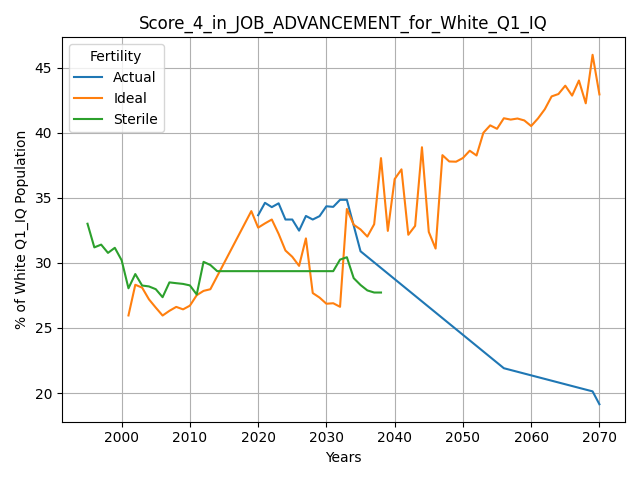 Score_4_in_JOB_ADVANCEMENT_for_White_Q1_IQ
Fertility
Actual
Ideal
Sterile
% of White Q1_IQ Population
45
40
35
30
25
20
2000 2010 2020 2030 2040 2050 2060 2070
Years